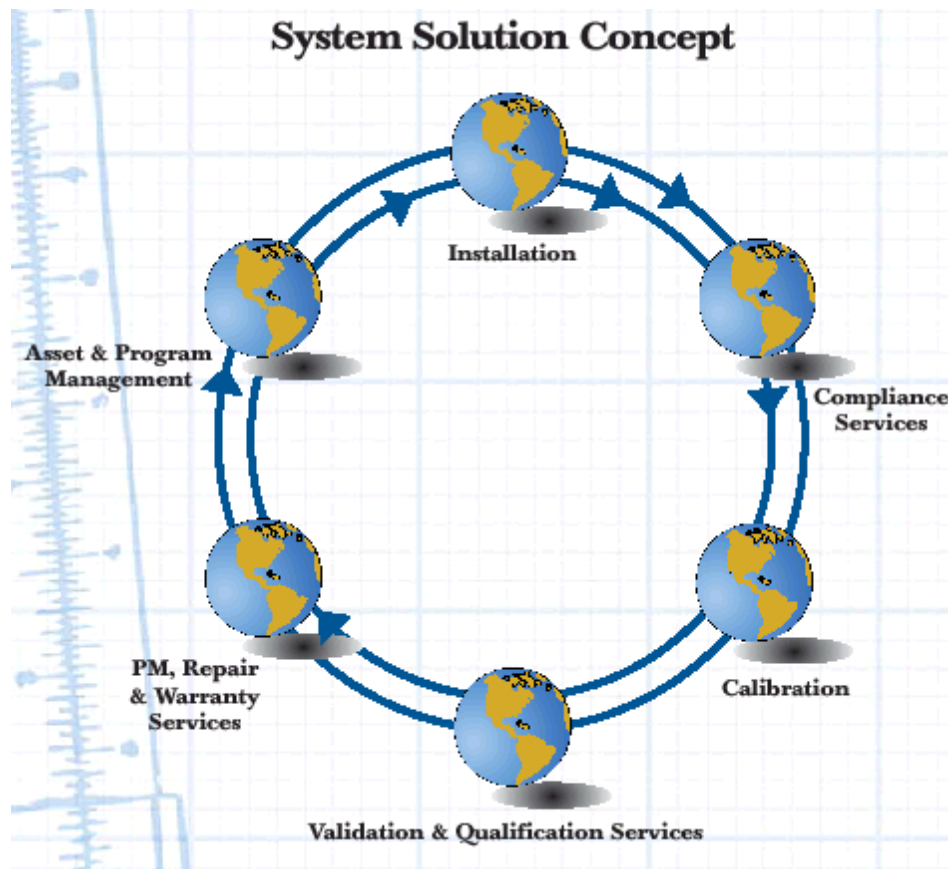 System Solution Concept
Installation
Asset & Program
Management
Compliance
Services
PM, Repair
& Warranty
Services
Calibration
Validation & Qualification Services